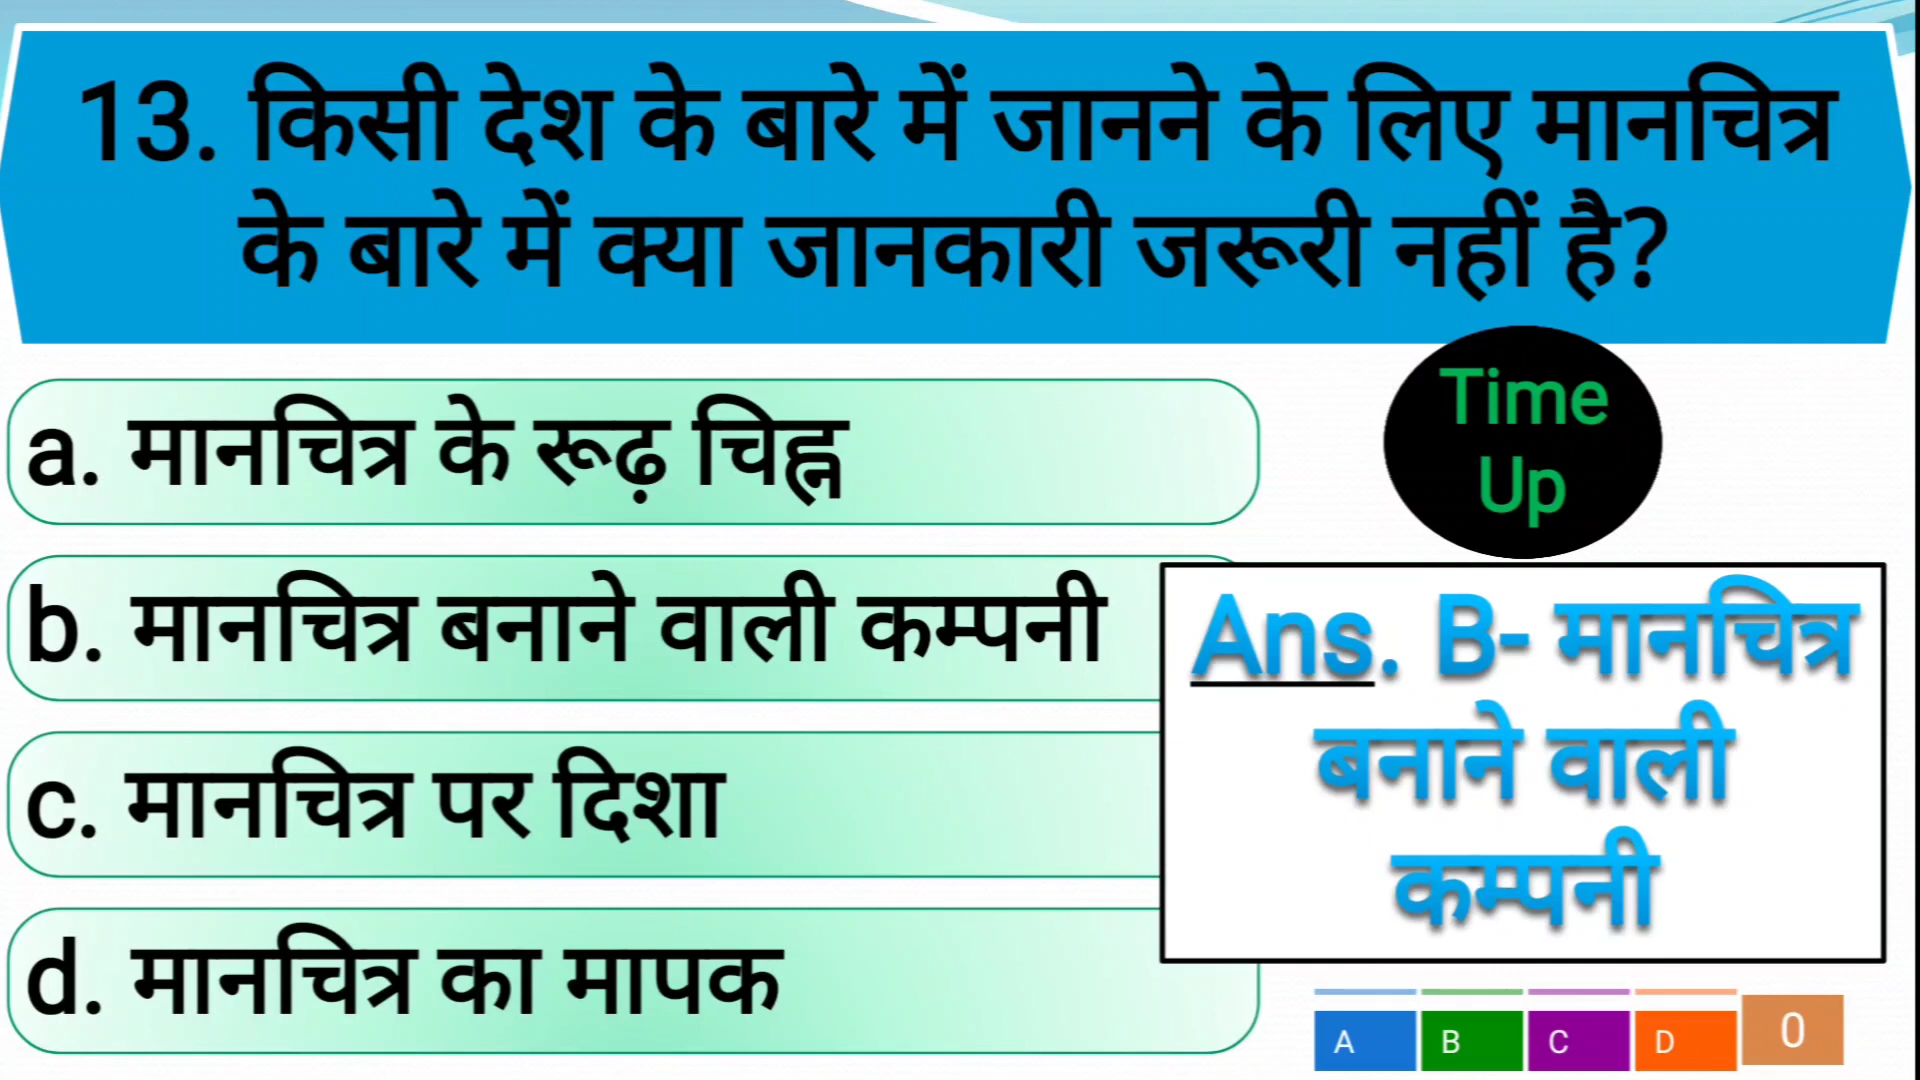 13. किसी देश के बारे में जानने के लिए मानचित्र
के बारे में क्या जानकारी जरूरी नहीं है?
Time
Up
a. मानचित्र के रूढ़ चिह्न
b. मानचित्र बनाने वाली कम्पनी
c. मानचित्र पर दिशा
d. मानचित्र का मापक
Ans. B- मानचित्र
बनाने वाली
कम्पनी
A B C D 0